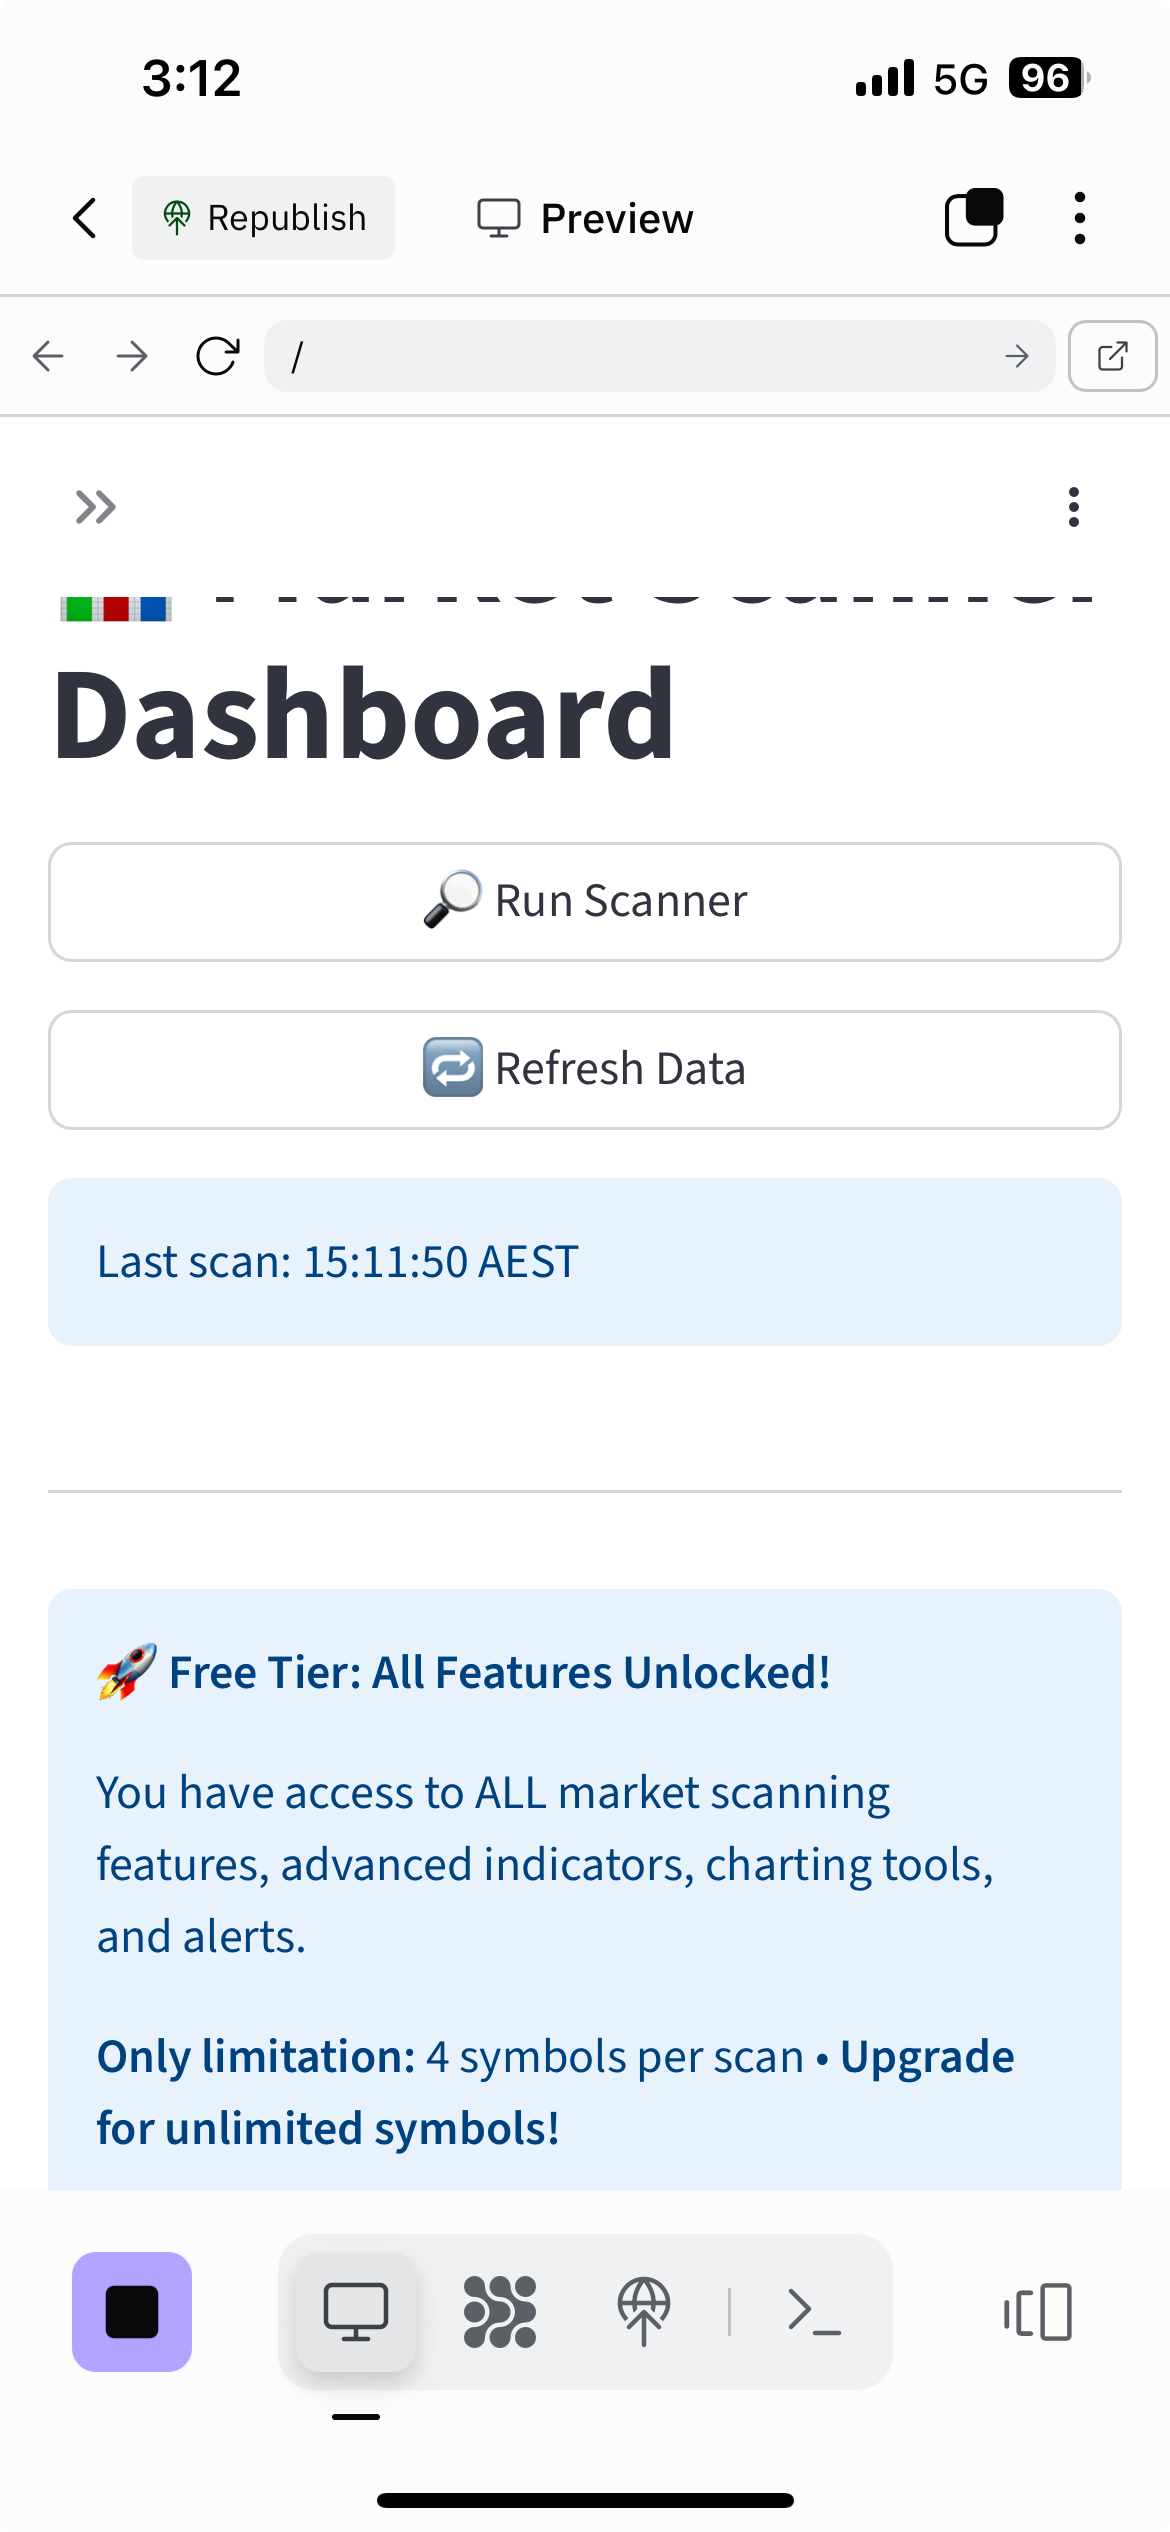 3:12
5G 96
Republish
Preview
/
Market Scanner
Dashboard
🔎 Run Scanner
🔁 Refresh Data
Last scan: 15:11:50 AEST
🚀 Free Tier: All Features Unlocked!
You have access to ALL market scanning
features, advanced indicators, charting tools,
and alerts.
Only limitation: 4 symbols per scan • Upgrade
for unlimited symbols!